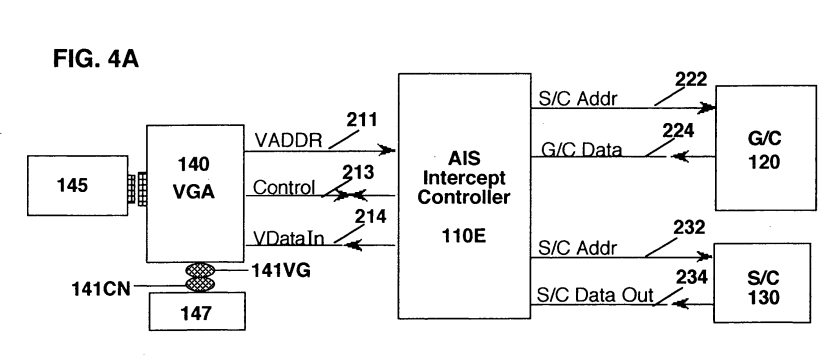 FIG. 4A
145
140
VGA
VADDR
211
Control
213
VDataIn
214
141VG
141CN
147
AIS
Intercept
Controller
110E
S/C Addr
222
G/C Data
224
G/C
120
S/C Addr
232
S/C Data Out
234
S/C
130